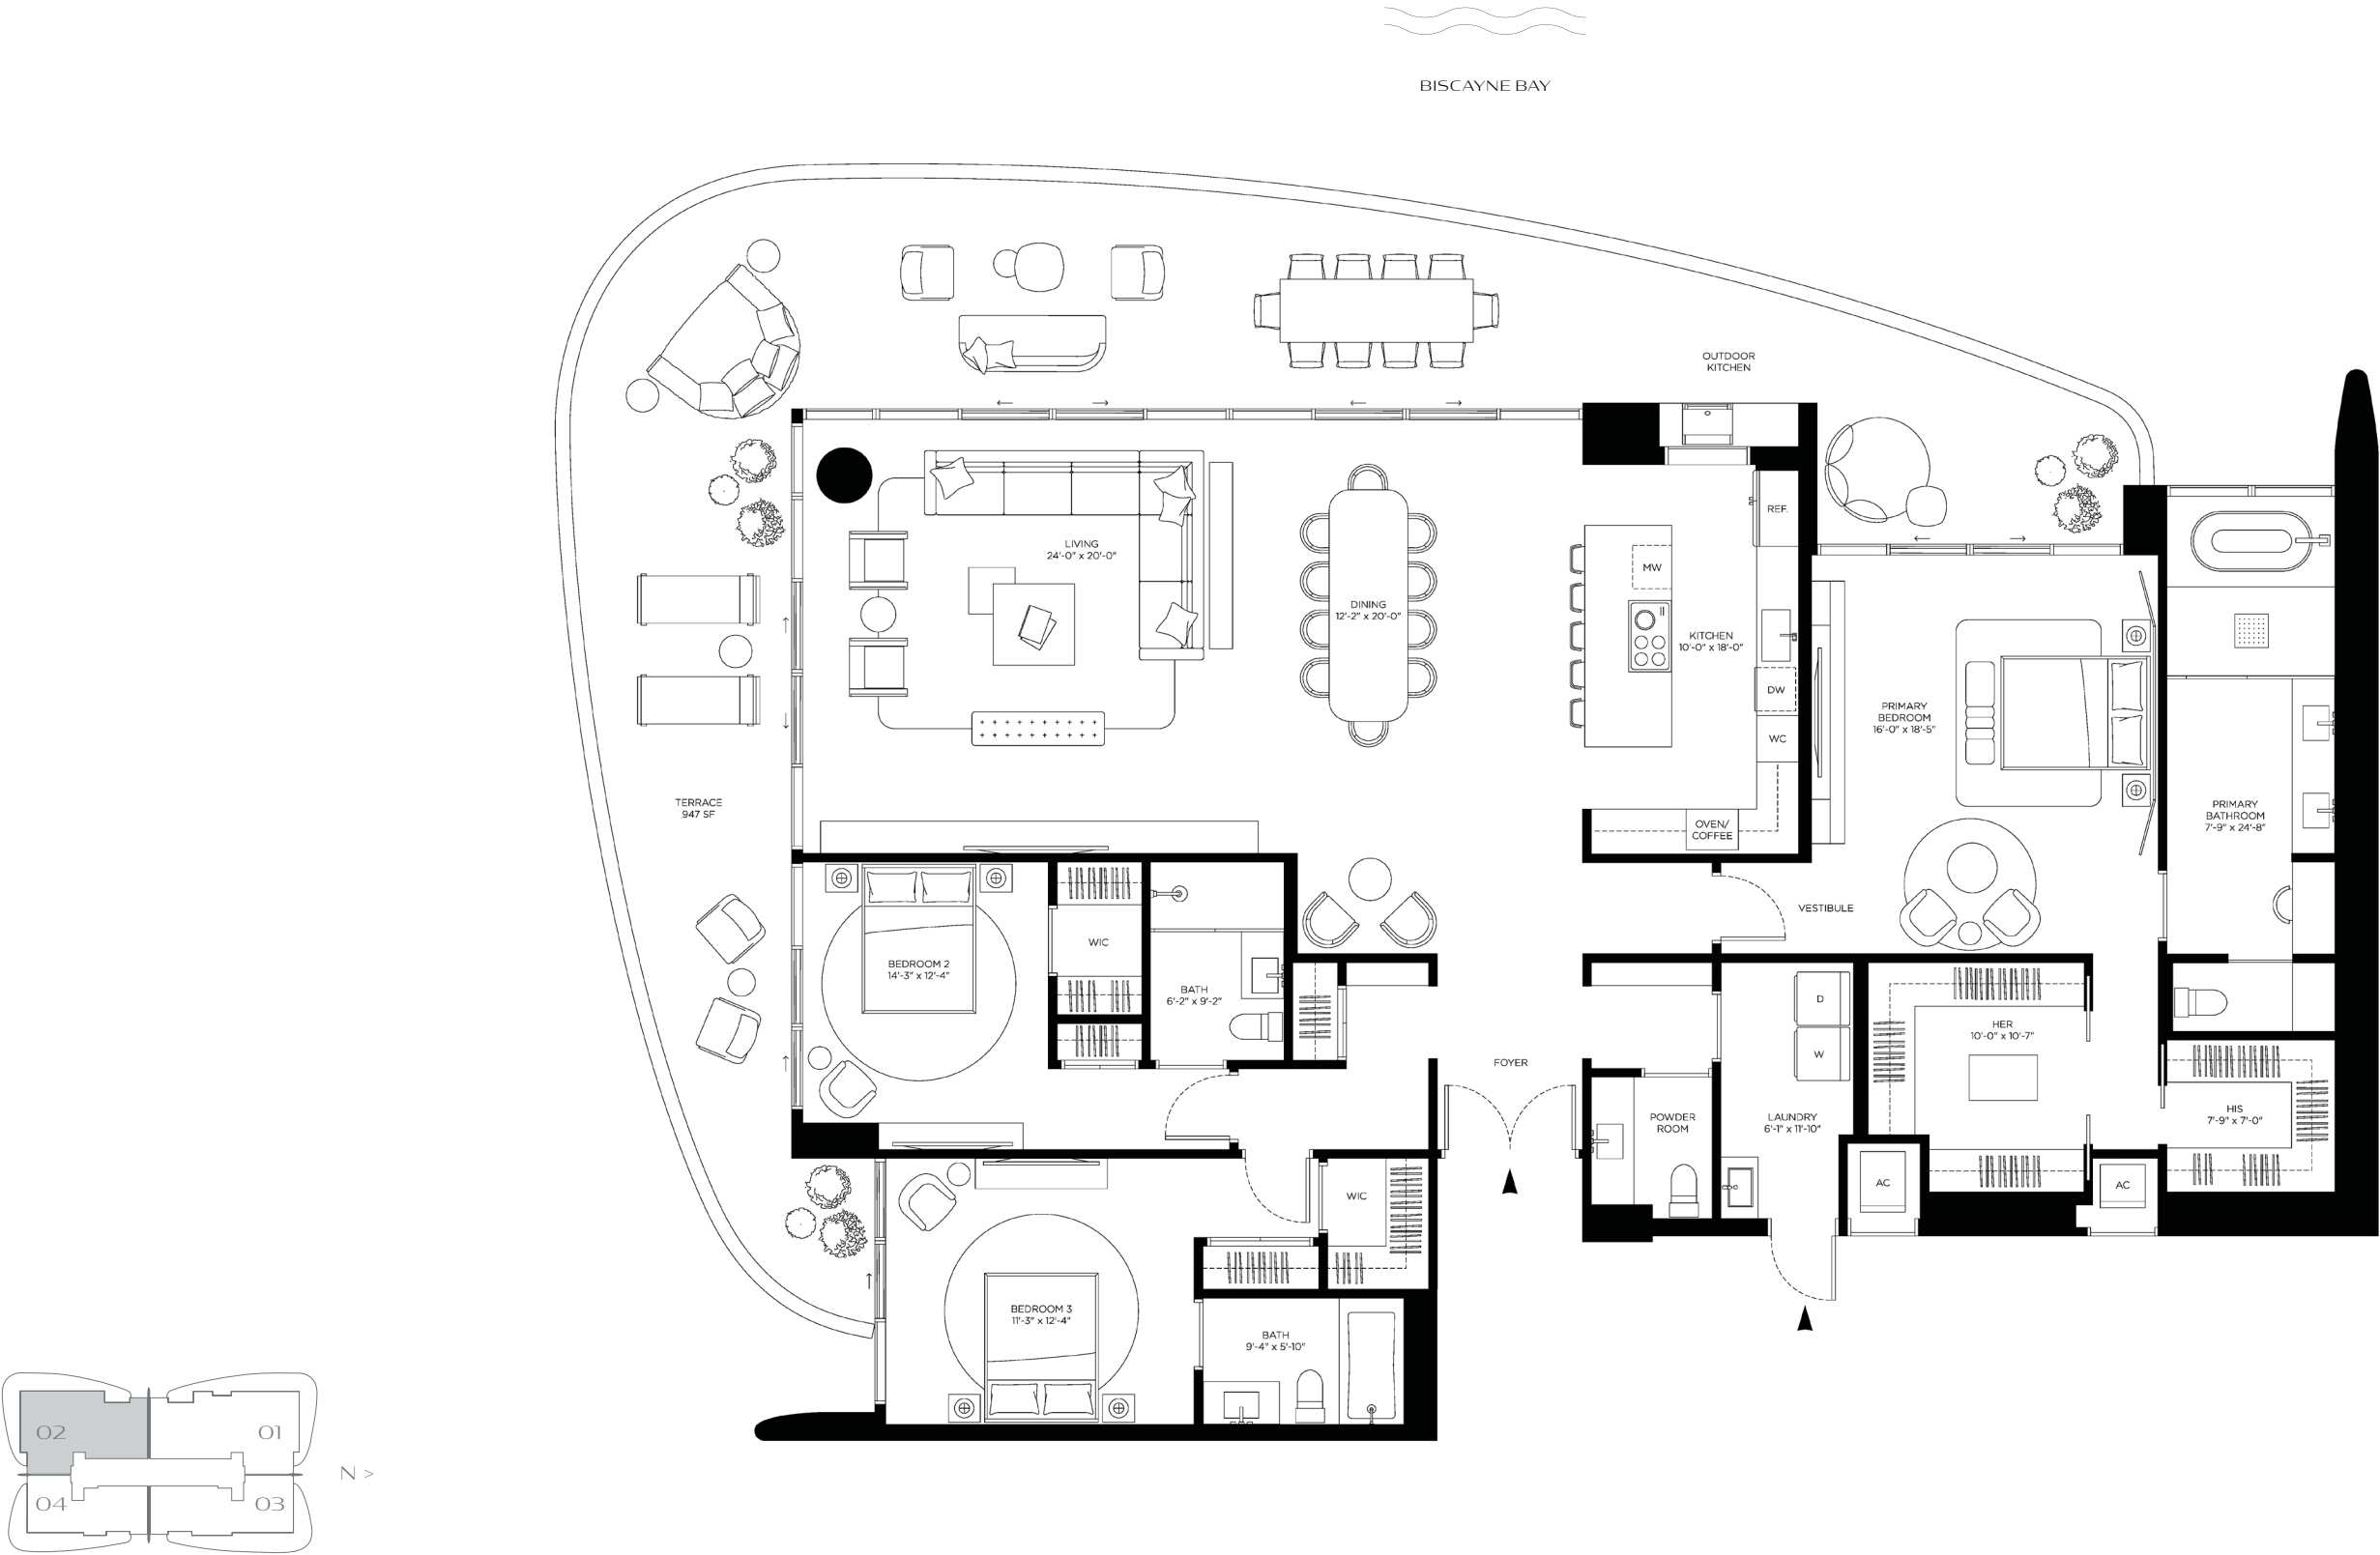 BISCAYNE BAY
OUTDOOR
KITCHEN
REF.
LIVING
24'-0" x 20'-0"
MW
DINING
12'-2" x 20'-0"
KITCHEN
10'-0" x 18'-0"
DW
WC
PRIMARY
BEDROOM
16'-0" x 18'-5"
TERRACE
947 SF
OVEN/
COFFEE
PRIMARY
BATHROOM
7'-9" x 24'-8"
VESTIBULE
WIC
BEDROOM 2
14'-3" x 12'-4"
BATH
6'-2" x 9'-2"
D
HER
10'-0" x 10'-7"
W
FOYER
POWDER
ROOM
LAUNDRY
6'-1" x 11'-10"
HIS
7'-9" x 7'-0"
AC
AC
WIC
BEDROOM 3
11'-3" x 12'-4"
BATH
9'-4" x 5'-10"
02
01
N >
04
03